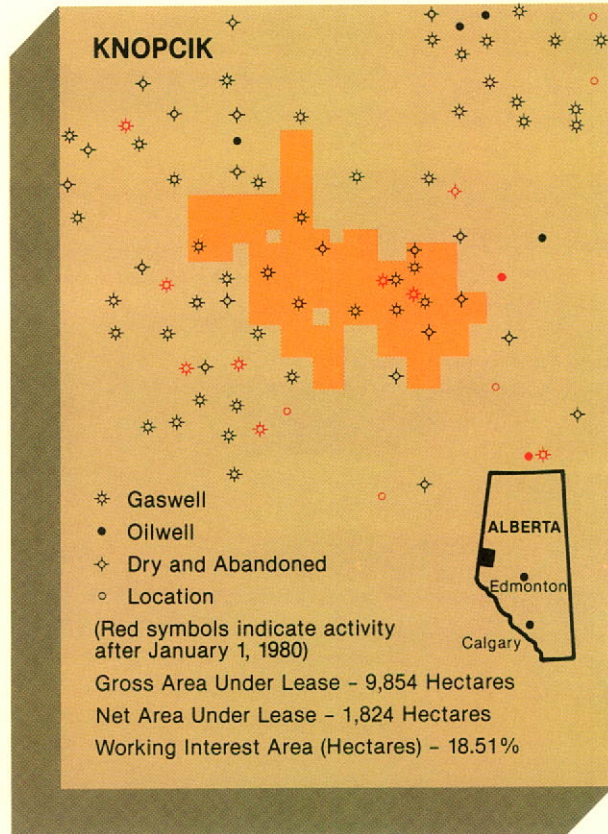 KNOPCIK
Gaswell
Oilwell
Dry and Abandoned
Location
(Red symbols indicate activity
after January 1, 1980)
Gross Area Under Lease – 9,854 Hectares
Net Area Under Lease – 1,824 Hectares
Working Interest Area (Hectares) – 18.51%
ALBERTA
Edmonton
Calgary